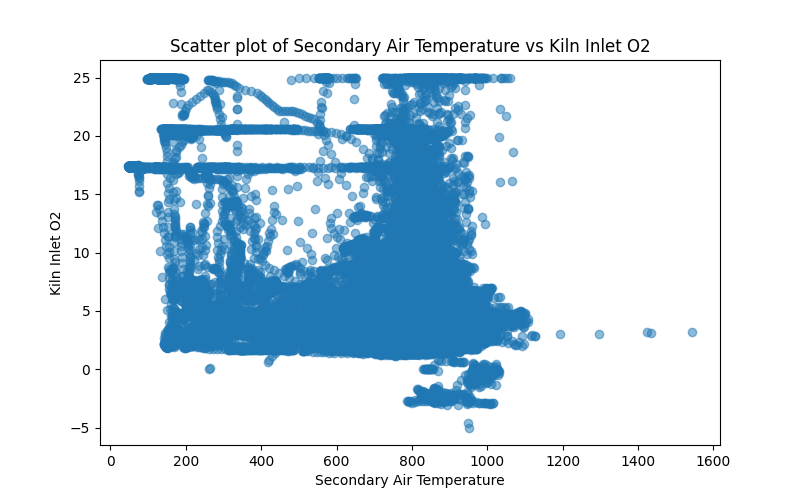 Scatter plot of Secondary Air Temperature vs Kiln Inlet O2
Kiln Inlet O2
25
20
15
10
5
0
−5
0 200 400 600 800 1000 1200 1400 1600
Secondary Air Temperature